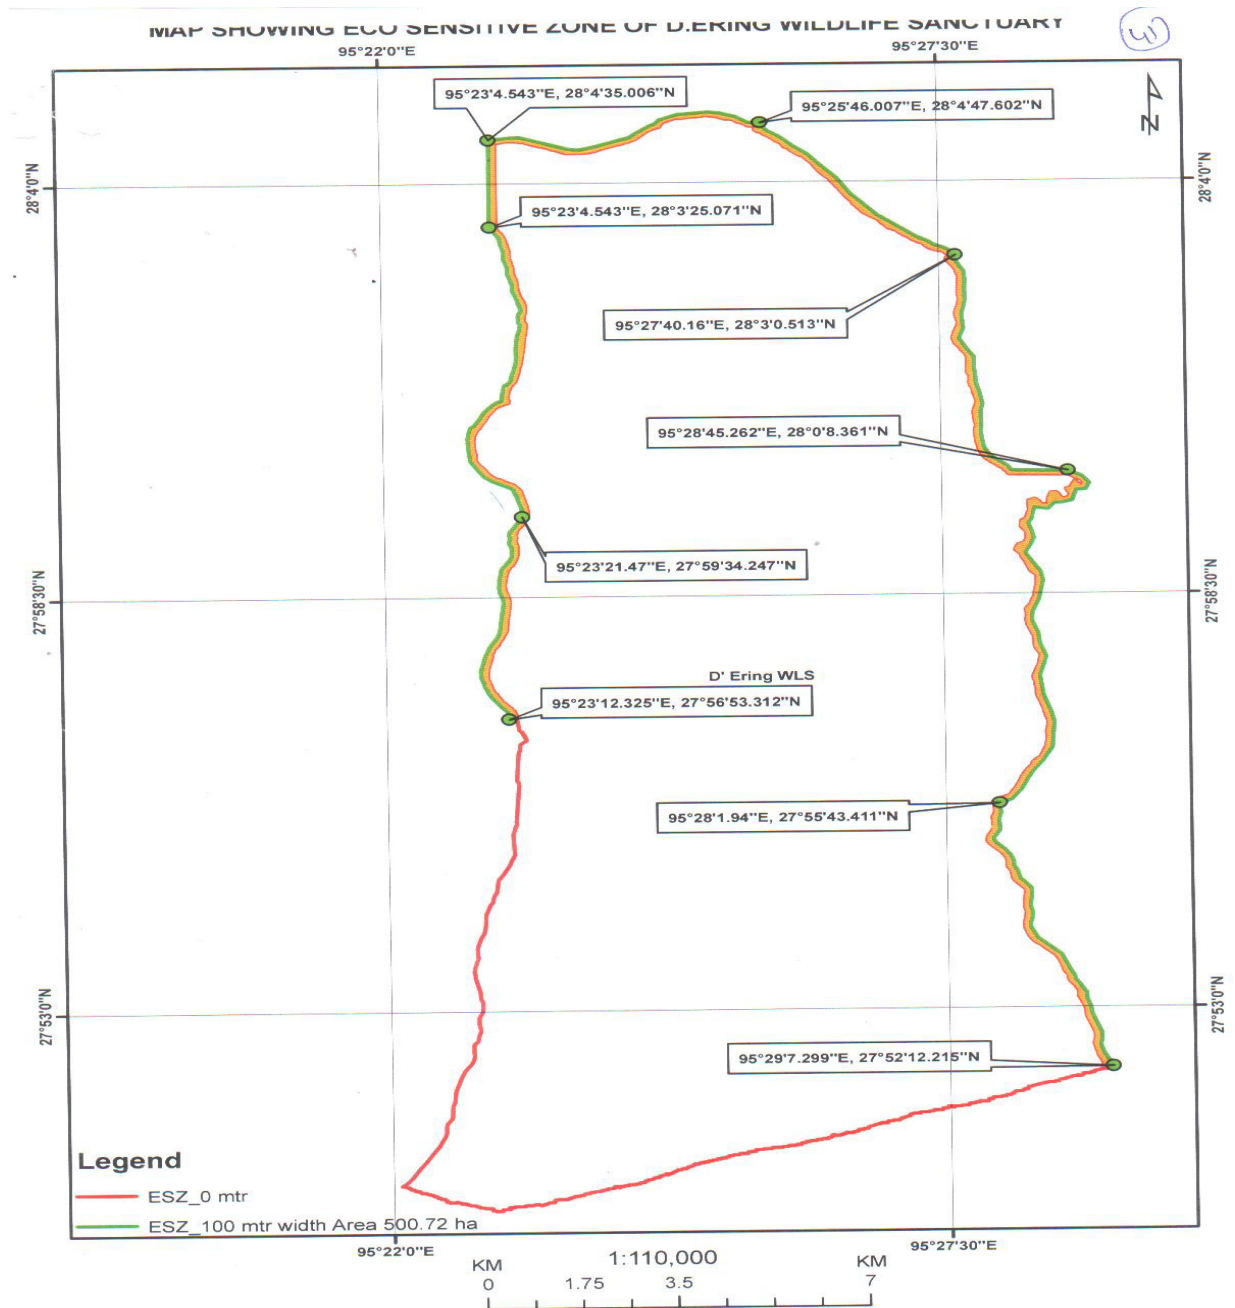 MAP SHOWING ECO SENSITIVE ZONE OF D.ERING WILDLIFE SANCTUARY
95°22'0"E
95°27'30"E
95°23'4.543"E, 28°4'35.006"N
95°25'46.007"E, 28°4'47.602"N
28°4'0"N
28°4'0"N
95°23'4.543"E, 28°3'25.071"N
95°27'40.16"E, 28°3'0.513"N
95°28'45.262"E, 28°0'8.361"N
95°23'21.47"E, 27°59'34.247"N
27°58'30"N
27°58'30"N
D' Ering WLS
95°23'12.325"E, 27°56'53.312"N
95°28'1.94"E, 27°55'43.411"N
27°53'0"N
27°53'0"N
95°29'7.299"E, 27°52'12.215"N
Legend
ESZ_0 mtr
ESZ_100 mtr width Area 500.72 ha
95°22'0"E
95°27'30"E
1:110,000
KM
KM
0 1.75 3.5 7